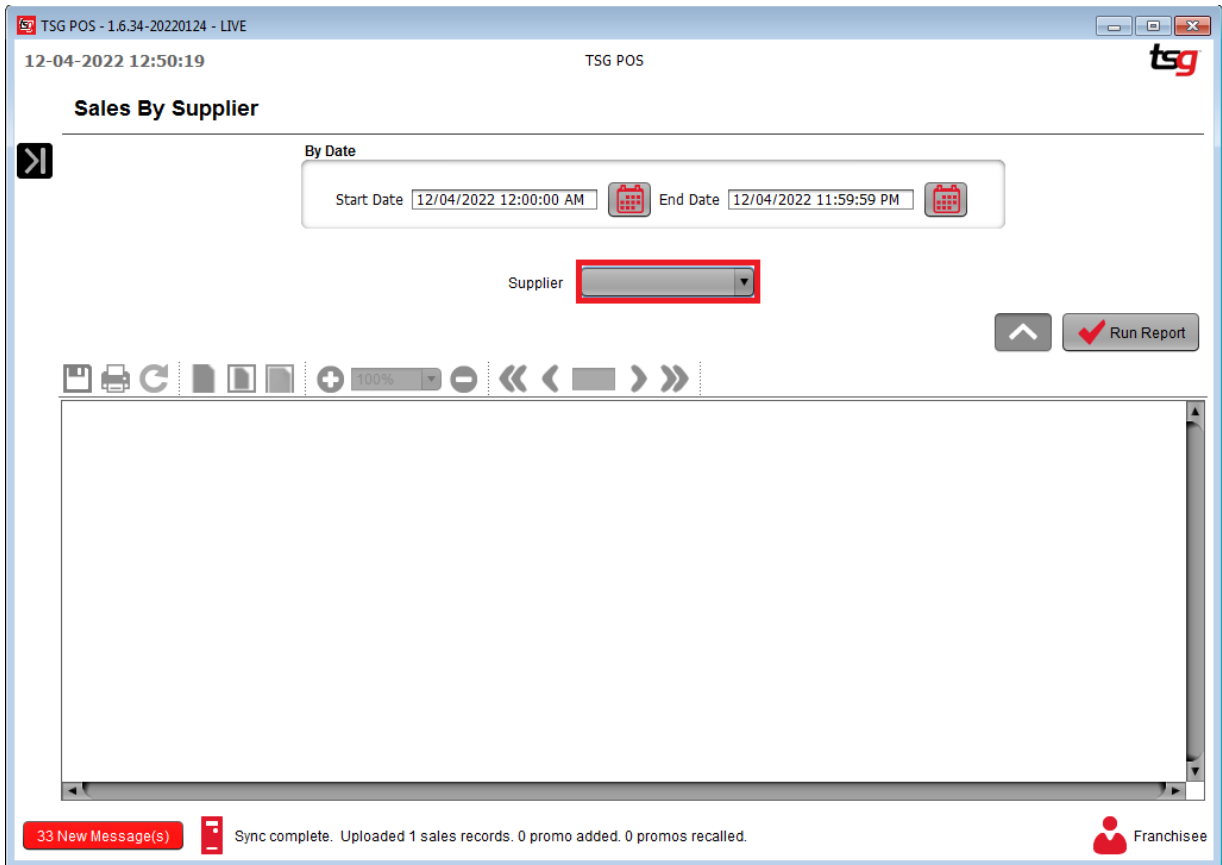 TSG POS - 1.6.34-20220124 - LIVE
12-04-2022 12:50:19
TSG POS
tsg
Sales By Supplier
By Date
Start Date 12/04/2022 12:00:00 AM End Date 12/04/2022 11:59:59 PM
Supplier
Run Report
100%
33 New Message(s) Sync complete. Uploaded 1 sales records. 0 promo added. 0 promos recalled. Franchisee